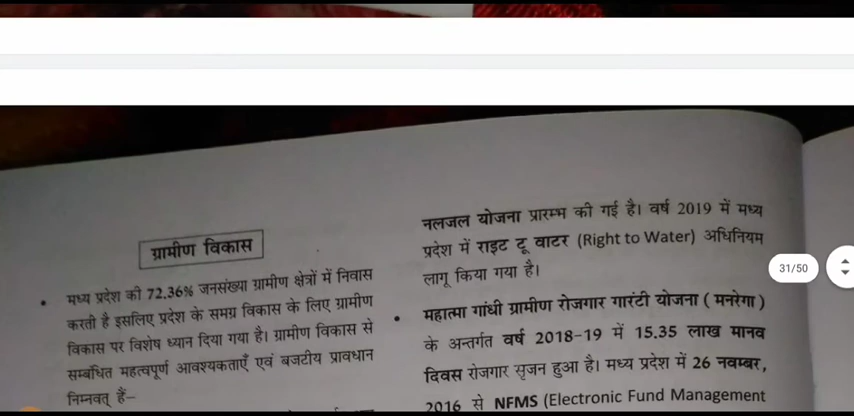 ग्रामीण विकास
• मध्य प्रदेश की 72.36% जनसंख्या ग्रामीण क्षेत्रों में निवास
करती है इसलिए प्रदेश के समग्र विकास के लिए ग्रामीण
विकास पर विशेष ध्यान दिया गया है। ग्रामीण विकास से
सम्बंधित महत्वपूर्ण आवश्यकताएँ एवं बजटीय प्रावधान
निम्नवत् हैं–
नलजल योजना प्रारम्भ की गई है। वर्ष 2019 में मध्य
प्रदेश में राइट टू वाटर (Right to Water) अधिनियम
लागू किया गया है।
• महात्मा गांधी ग्रामीण रोजगार गारंटी योजना (मनरेगा)
के अन्तर्गत वर्ष 2018-19 में 15.35 लाख मानव
दिवस रोजगार सृजन हुआ है। मध्य प्रदेश में 26 नवम्बर,
2016 से NFMS (Electronic Fund Management
31/50